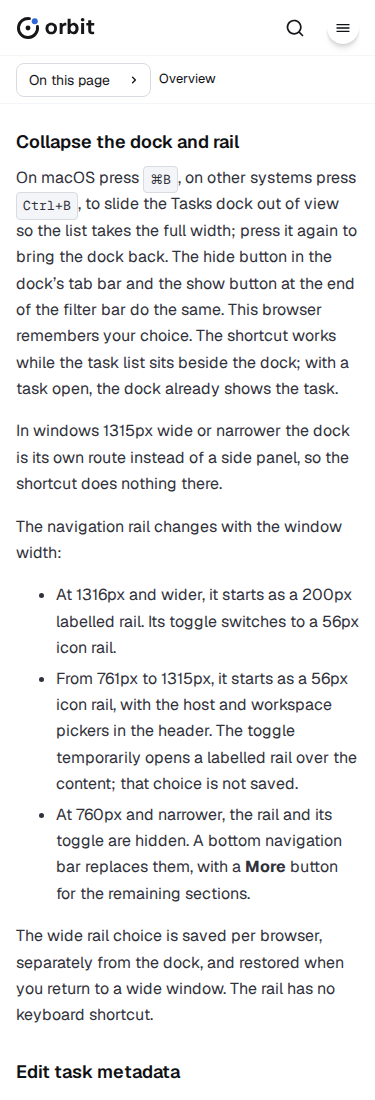 orbit
On this page
Overview
Collapse the dock and rail
On macOS press ⌘B, on other systems press
Ctrl+B, to slide the Tasks dock out of view
so the list takes the full width; press it again to
bring the dock back. The hide button in the
dock’s tab bar and the show button at the end
of the filter bar do the same. This browser
remembers your choice. The shortcut works
while the task list sits beside the dock; with a
task open, the dock already shows the task.
In windows 1315px wide or narrower the dock
is its own route instead of a side panel, so the
shortcut does nothing there.
The navigation rail changes with the window
width:
• At 1316px and wider, it starts as a 200px
labelled rail. Its toggle switches to a 56px
icon rail.
• From 761px to 1315px, it starts as a 56px
icon rail, with the host and workspace
pickers in the header. The toggle
temporarily opens a labelled rail over the
content; that choice is not saved.
• At 760px and narrower, the rail and its
toggle are hidden. A bottom navigation
bar replaces them, with a More button
for the remaining sections.
The wide rail choice is saved per browser,
separately from the dock, and restored when
you return to a wide window. The rail has no
keyboard shortcut.
Edit task metadata